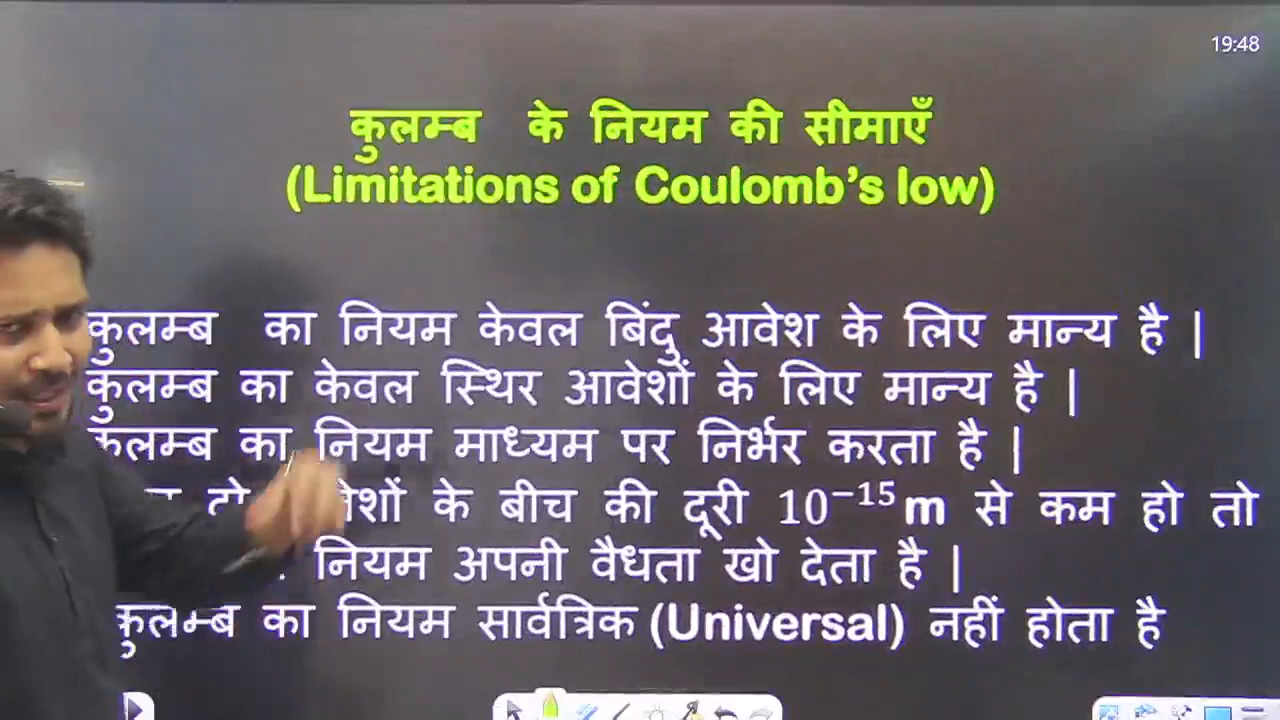 19:48
कुलम्ब के नियम की सीमाएँ
(Limitations of Coulomb’s low)
कुलम्ब का नियम केवल बिंदु आवेश के लिए मान्य है |
कुलम्ब का केवल स्थिर आवेशों के लिए मान्य है |
कुलम्ब का नियम माध्यम पर निर्भर करता है |
के बीच की दूरी 10⁻¹⁵ m से कम हो तो
नियम अपनी वैधता खो देता है |
कुलम्ब का नियम सार्वत्रिक (Universal) नहीं होता है